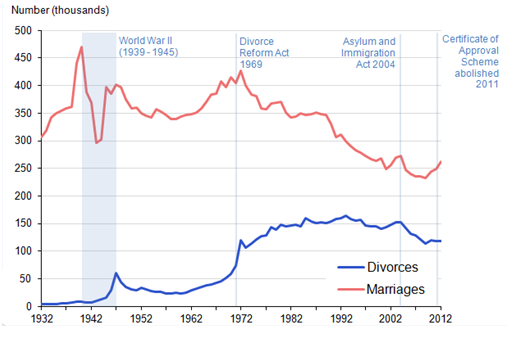 Number (thousands)
World War II
(1939 - 1945)
Divorce
Reform Act
1969
Asylum and
Immigration
Act 2004
Certificate of
Approval
Scheme
abolished
2011
500
450
400
350
300
250
200
150
100
50
0
Divorces
Marriages
1932 1942 1952 1962 1972 1982 1992 2002 2012